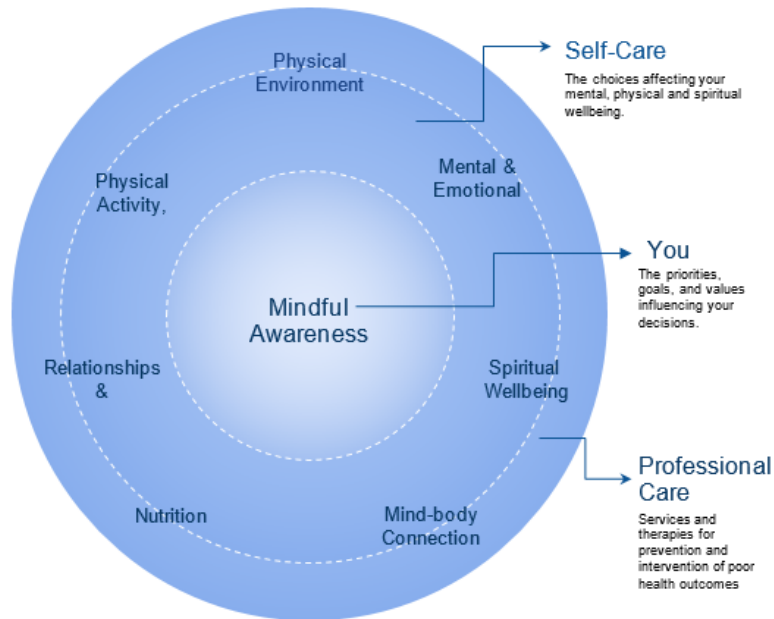 Physical
Environment
Self-Care
The choices affecting your
mental, physical and spiritual
wellbeing.
Mental &
Emotional
Physical
Activity,
You
The priorities,
goals, and values
influencing your
decisions.
Mindful
Awareness
Relationships
&
Spiritual
Wellbeing
Professional
Care
Services and
therapies for
prevention and
intervention of poor
health outcomes
Nutrition
Mind-body
Connection